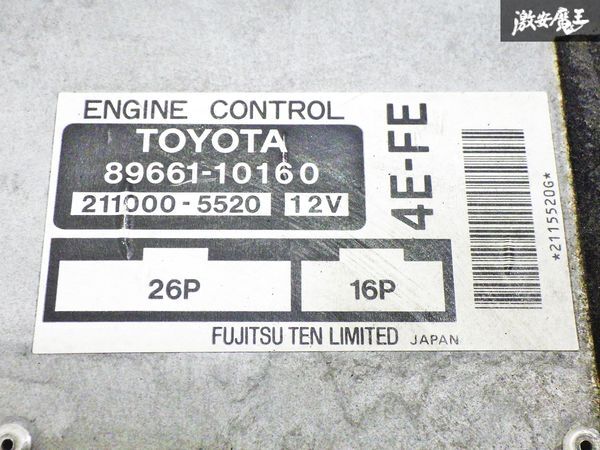 激安魔王
ENGINE CONTROL
TOYOTA
89661-10160
211000-5520 12V
4E-FE
*2115520G*
26P 16P
FUJITSU TEN LIMITED JAPAN